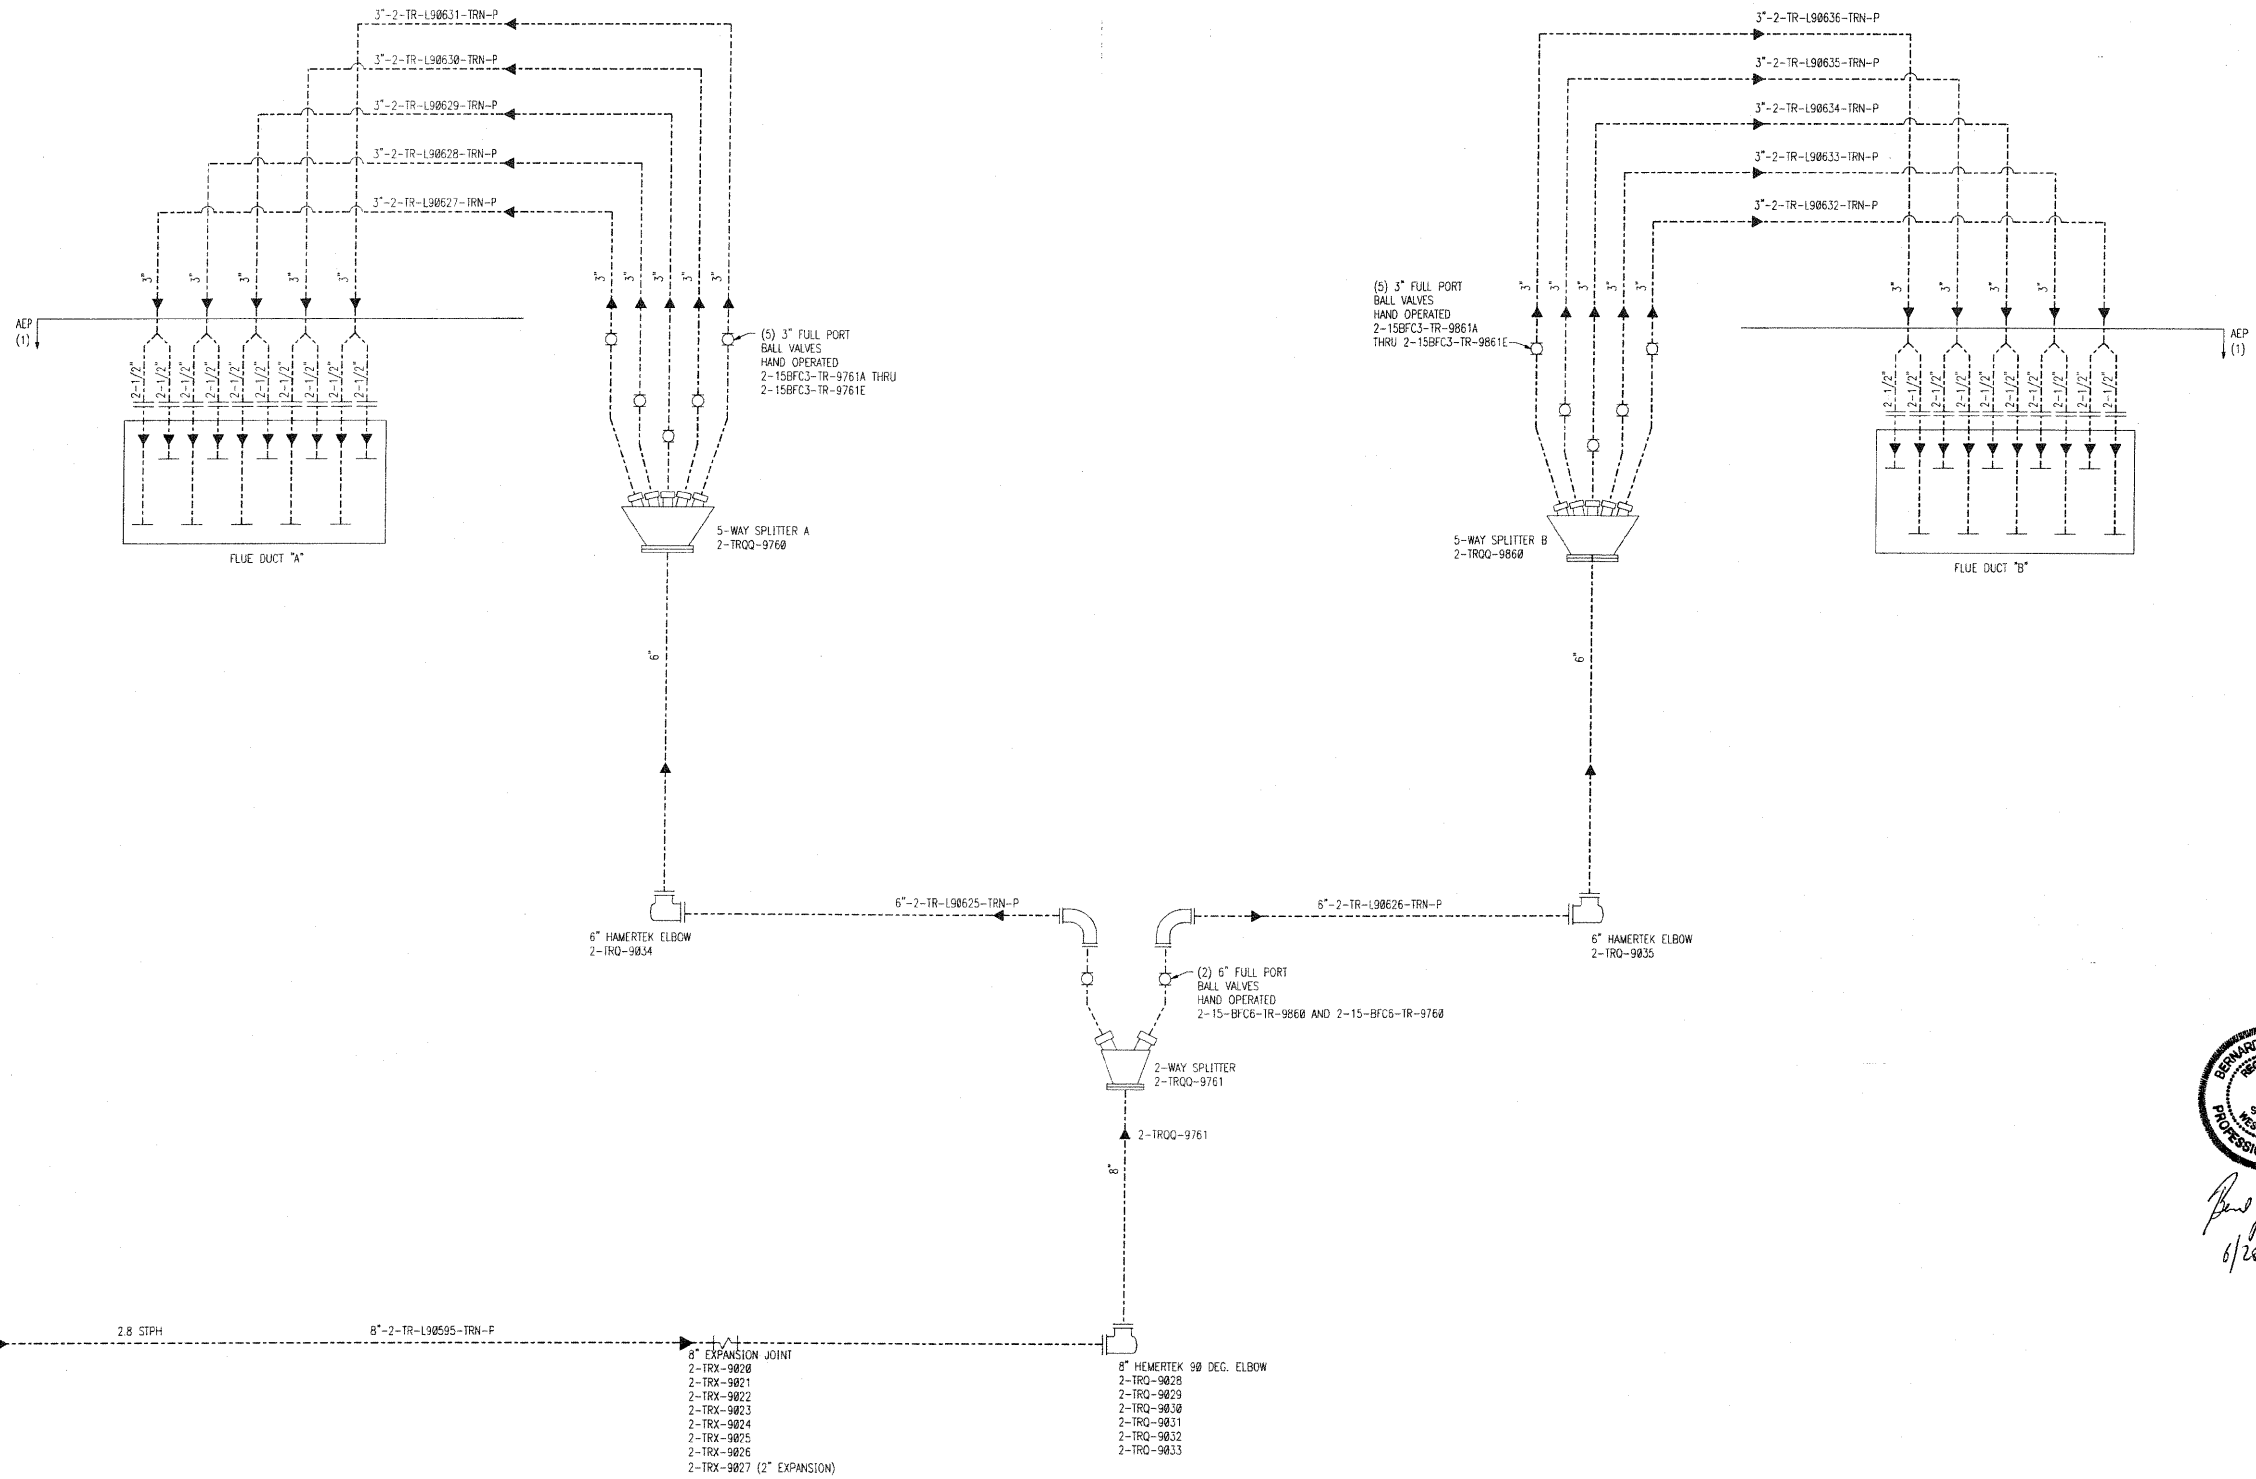 3"-2-TR-L90631-TRN-P
3"-2-TR-L90630-TRN-P
3"-2-TR-L90629-TRN-P
3"-2-TR-L90628-TRN-P
3"-2-TR-L90627-TRN-P
3"
3"
3"
3"
3"
3"
3"
3"
3"
3"
AEP
(1)
2-1/2"
2-1/2"
2-1/2"
2-1/2"
2-1/2"
2-1/2"
2-1/2"
2-1/2"
2-1/2"
2-1/2"
FLUE DUCT "A"
(5) 3" FULL PORT
BALL VALVES
HAND OPERATED
2-15BFC3-TR-9761A THRU
2-15BFC3-TR-9761E
5-WAY SPLITTER A
2-TRQQ-9760
3"-2-TR-L90636-TRN-P
3"-2-TR-L90635-TRN-P
3"-2-TR-L90634-TRN-P
3"-2-TR-L90633-TRN-P
3"-2-TR-L90632-TRN-P
3"
3"
3"
3"
3"
3"
3"
3"
3"
3"
(5) 3" FULL PORT
BALL VALVES
HAND OPERATED
2-15BFC3-TR-9861A
THRU 2-15BFC3-TR-9861E
AEP
(1)
2-1/2"
2-1/2"
2-1/2"
2-1/2"
2-1/2"
2-1/2"
2-1/2"
2-1/2"
2-1/2"
2-1/2"
5-WAY SPLITTER B
2-TRQQ-9860
FLUE DUCT "B"
6"
6"
6"-2-TR-L90625-TRN-P
6"-2-TR-L90626-TRN-P
6" HAMERTEK ELBOW
2-TRQ-9034
6" HAMERTEK ELBOW
2-TRQ-9035
(2) 6" FULL PORT
BALL VALVES
HAND OPERATED
2-15-BFC6-TR-9860 AND 2-15-BFC6-TR-9760
2-WAY SPLITTER
2-TRQQ-9761
2-TRQQ-9761
8"
BERNARD
PROFESSI
2.8 STPH
8"-2-TR-L90595-TRN-P
8" EXPANSION JOINT
2-TRX-9020
2-TRX-9021
2-TRX-9022
2-TRX-9023
2-TRX-9024
2-TRX-9025
2-TRX-9026
2-TRX-9027 (2" EXPANSION)
8" HEMERTEK 90 DEG. ELBOW
2-TRQ-9028
2-TRQ-9029
2-TRQ-9030
2-TRQ-9031
2-TRQ-9032
2-TRQ-9033